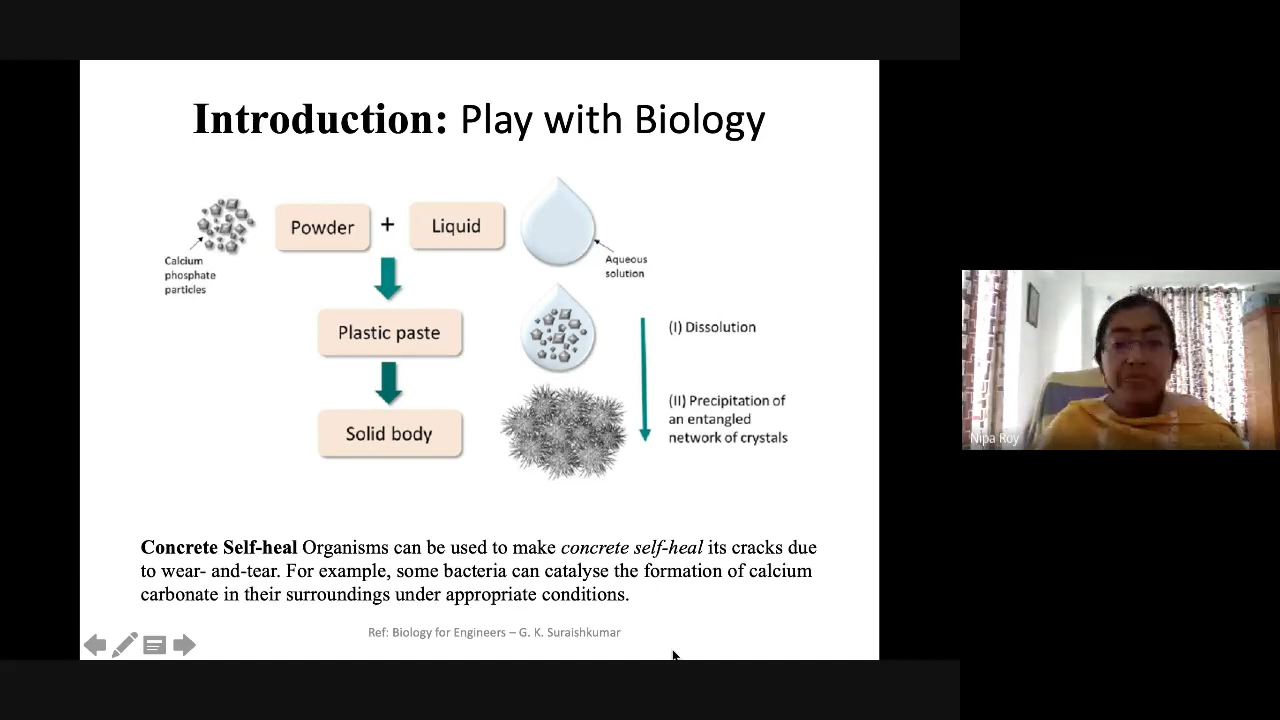 Introduction: Play with Biology
Powder + Liquid
Calcium
phosphate
particles
Aqueous
solution
Plastic paste
(I) Dissolution
(II) Precipitation of
an entangled
network of crystals
Solid body
Nipa Roy
Concrete Self-heal Organisms can be used to make concrete self-heal its cracks due
to wear- and-tear. For example, some bacteria can catalyse the formation of calcium
carbonate in their surroundings under appropriate conditions.
Ref: Biology for Engineers – G. K. Suraishkumar